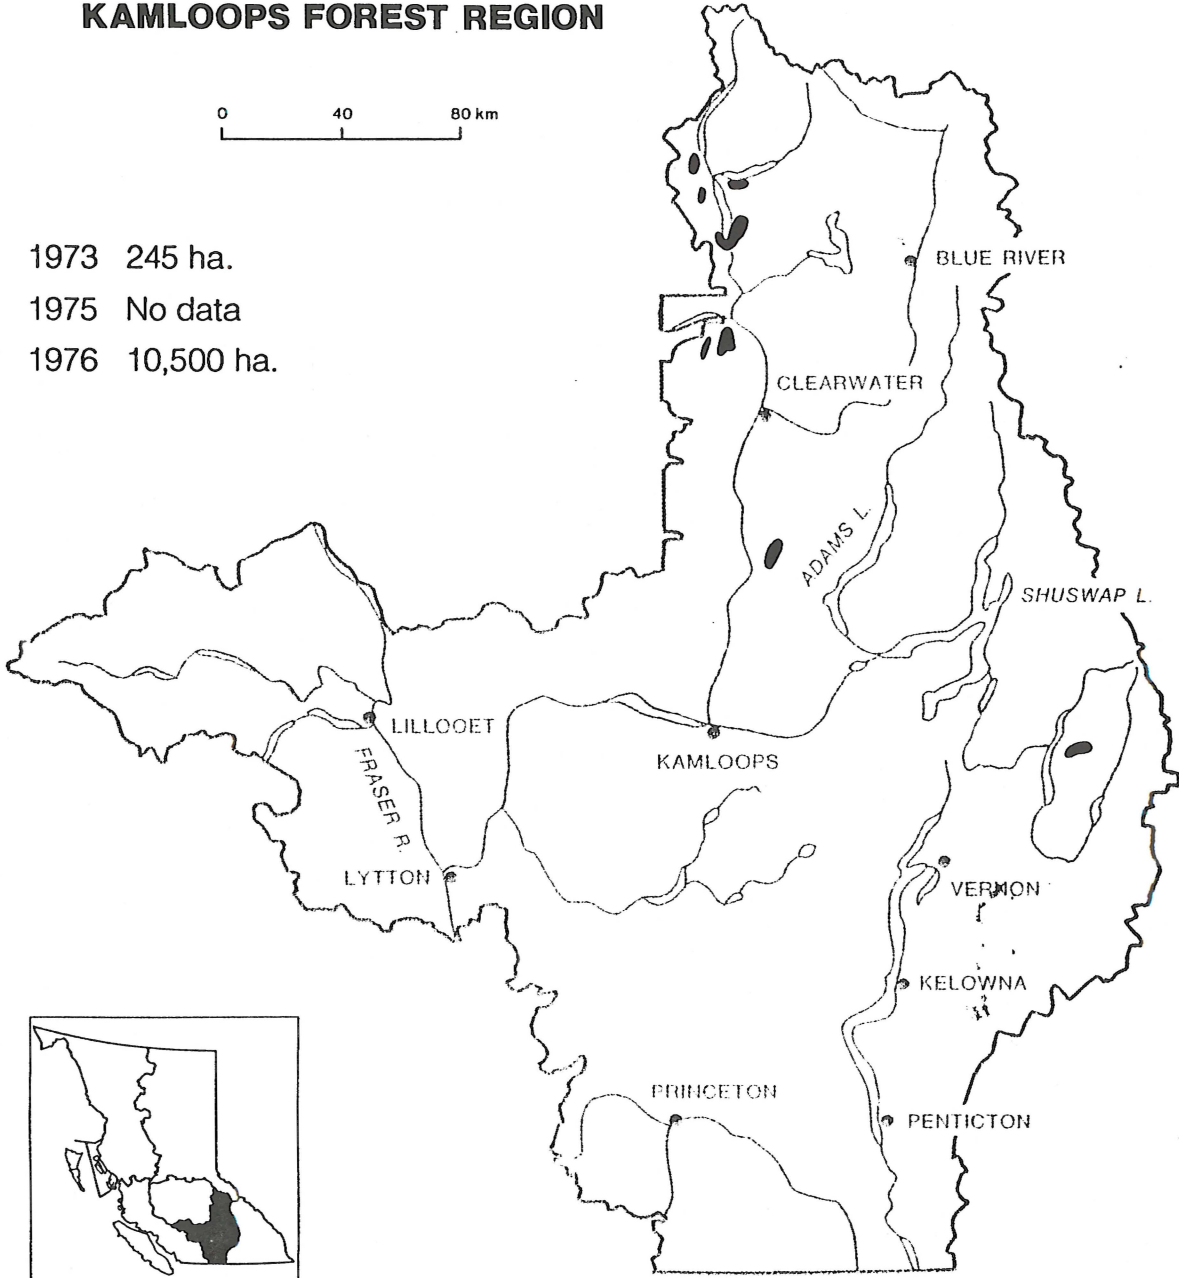 KAMLOOPS FOREST REGION
0 40 80 km
1973 245 ha.
1975 No data
1976 10,500 ha.
BLUE RIVER
CLEARWATER
ADAMS L.
SHUSWAP L.
LILLOOET
KAMLOOPS
FRASER R.
LYTTON
VERNON
KELOWNA
PRINCETON
PENTICTON